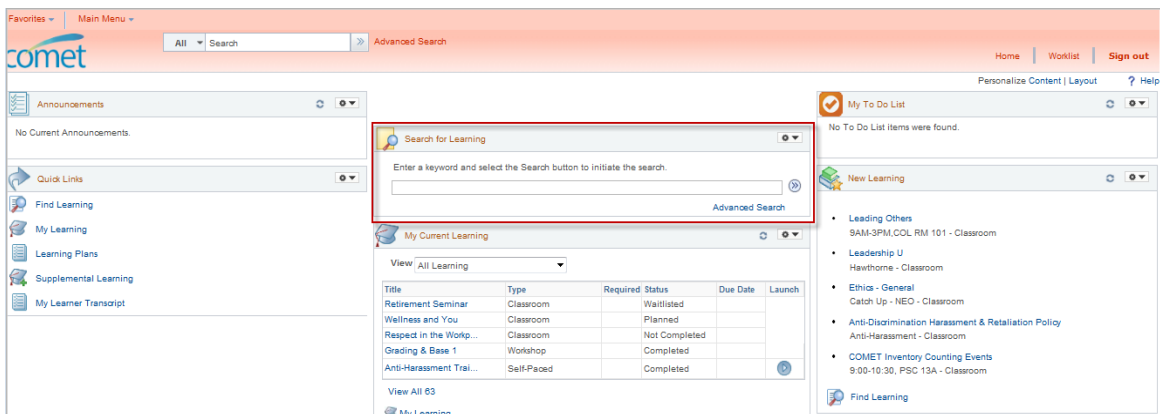 Favorites Main Menu
comet
All Search Advanced Search
Home Worklist Sign out
Personalize Content | Layout ? Help
Announcements
No Current Announcements.
Quick Links
Find Learning
My Learning
Learning Plans
Supplemental Learning
My Learner Transcript
Search for Learning
Enter a keyword and select the Search button to initiate the search.
Advanced Search
My Current Learning
View All Learning
Title Type Required Status Due Date Launch
Retirement Seminar Classroom Waitlisted
Wellness and You Classroom Planned
Respect in the Workp... Classroom Not Completed
Grading & Base 1 Workshop Completed
Anti-Harassment Trai... Self-Paced Completed
View All 63
My Learning
My To Do List
No To Do List items were found.
New Learning
Leading Others
9AM-3PM,COL RM 101 - Classroom
Leadership U
Hawthorne - Classroom
Ethics - General
Catch Up - NEO - Classroom
Anti-Discrimination Harassment & Retaliation Policy
Anti-Harassment - Classroom
COMET Inventory Counting Events
9:00-10:30, PSC 13A - Classroom
Find Learning